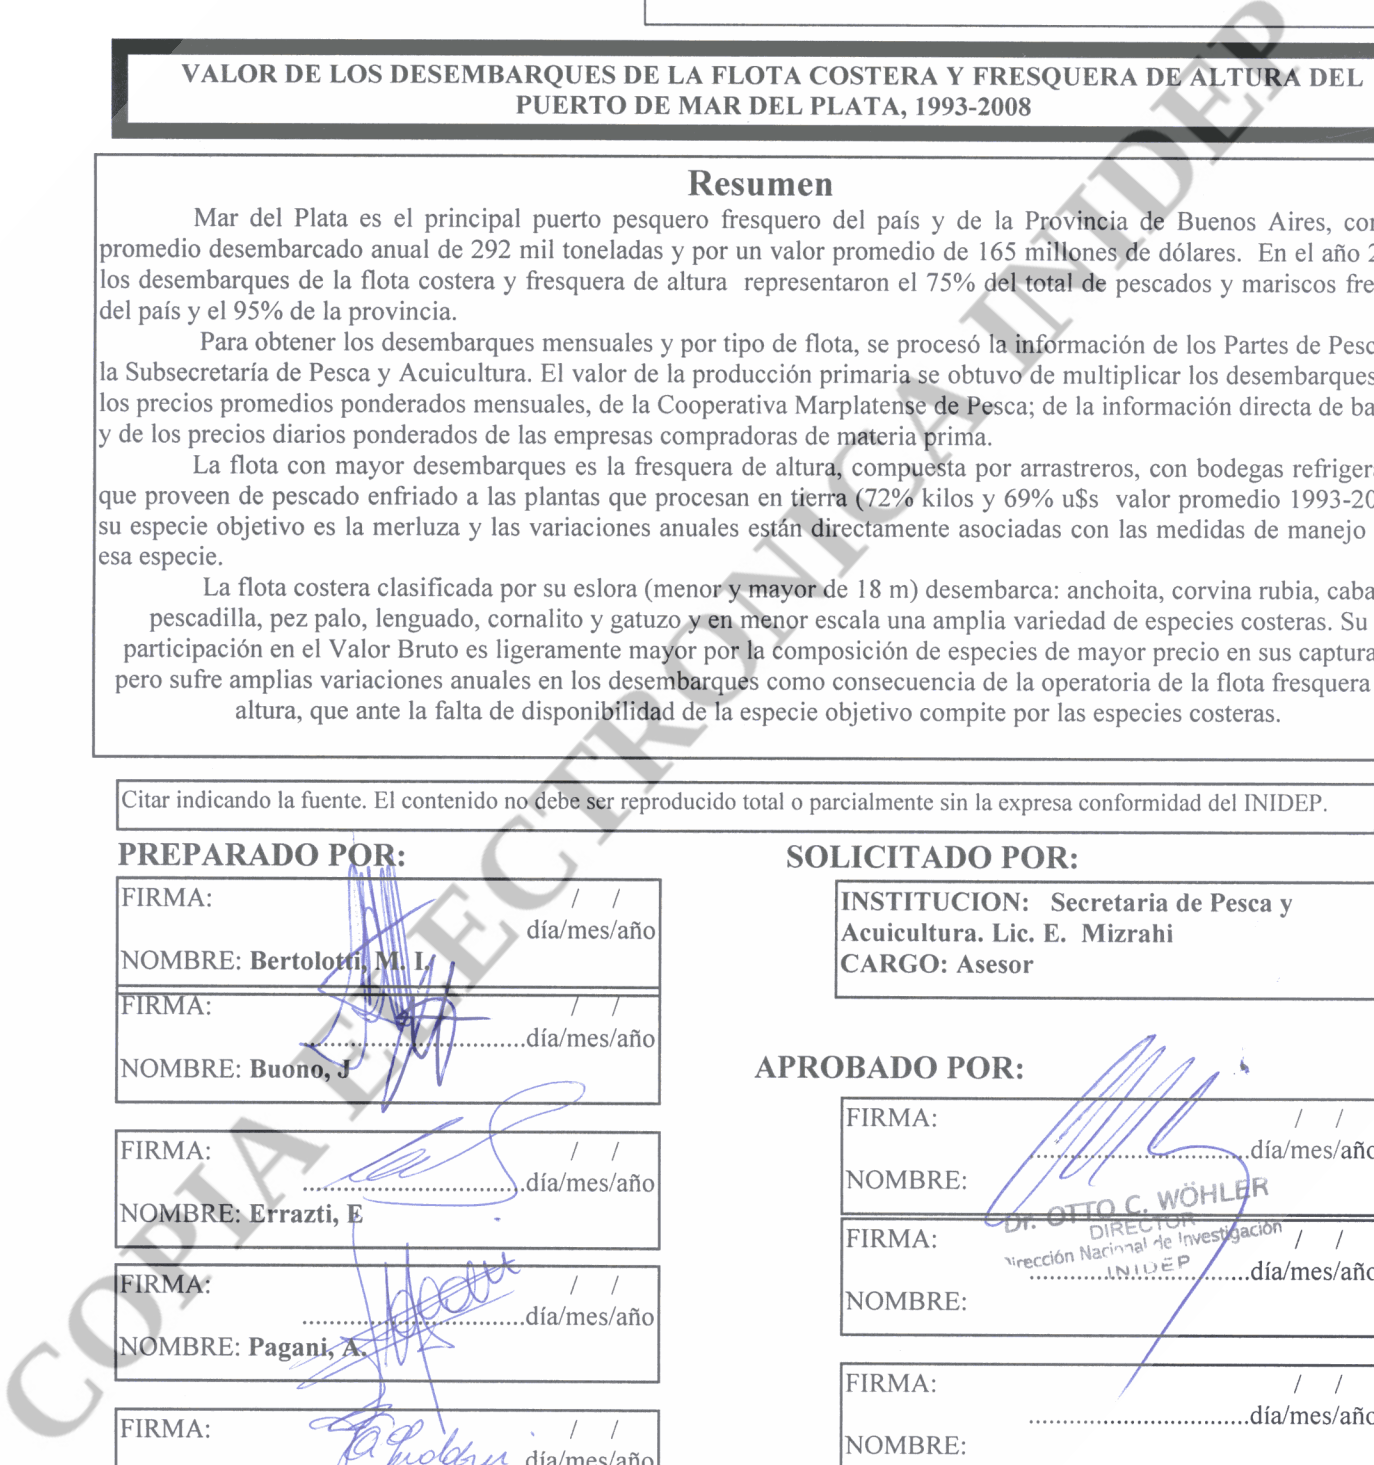 VALOR DE LOS DESEMBARQUES DE LA FLOTA COSTERA Y FRESQUERA DE ALTURA DEL
PUERTO DE MAR DEL PLATA, 1993-2008
Resumen
Mar del Plata es el principal puerto pesquero fresquero del país y de la Provincia de Buenos Aires, con
promedio desembarcado anual de 292 mil toneladas y por un valor promedio de 165 millones de dólares. En el año 2
los desembarques de la flota costera y fresquera de altura representaron el 75% del total de pescados y mariscos fre
del país y el 95% de la provincia.
Para obtener los desembarques mensuales y por tipo de flota, se procesó la información de los Partes de Pesc
la Subsecretaría de Pesca y Acuicultura. El valor de la producción primaria se obtuvo de multiplicar los desembarques
los precios promedios ponderados mensuales, de la Cooperativa Marplatense de Pesca; de la información directa de ba
y de los precios diarios ponderados de las empresas compradoras de materia prima.
La flota con mayor desembarques es la fresquera de altura, compuesta por arrastreros, con bodegas refriger
que proveen de pescado enfriado a las plantas que procesan en tierra (72% kilos y 69% u$s valor promedio 1993-20
su especie objetivo es la merluza y las variaciones anuales están directamente asociadas con las medidas de manejo
esa especie.
La flota costera clasificada por su eslora (menor y mayor de 18 m) desembarca: anchoita, corvina rubia, caba
pescadilla, pez palo, lenguado, cornalito y gatuzo y en menor escala una amplia variedad de especies costeras. Su
participación en el Valor Bruto es ligeramente mayor por la composición de especies de mayor precio en sus captura
pero sufre amplias variaciones anuales en los desembarques como consecuencia de la operatoria de la flota fresquera
altura, que ante la falta de disponibilidad de la especie objetivo compite por las especies costeras.
Citar indicando la fuente. El contenido no debe ser reproducido total o parcialmente sin la expresa conformidad del INIDEP.
PREPARADO POR:
FIRMA: / /
día/mes/año
NOMBRE: Bertolotti, M. I.
FIRMA: / /
..............................día/mes/año
NOMBRE: Buono, J
FIRMA: / /
..............................día/mes/año
NOMBRE: Errazti, E
FIRMA: / /
..............................día/mes/año
NOMBRE: Pagani, A.
FIRMA: / /
día/mes/año
SOLICITADO POR:
INSTITUCION: Secretaria de Pesca y
Acuicultura. Lic. E. Mizrahi
CARGO: Asesor
APROBADO POR:
FIRMA: / /
..............................día/mes/año
NOMBRE:
Dr. OTTO C. WÖHLER
DIRECTOR
Dirección Nacional de Investigación
INIDEP
FIRMA: / /
..............................día/mes/año
NOMBRE:
FIRMA: / /
..............................día/mes/año
NOMBRE:
COPIA ELECTRONICA INIDEP